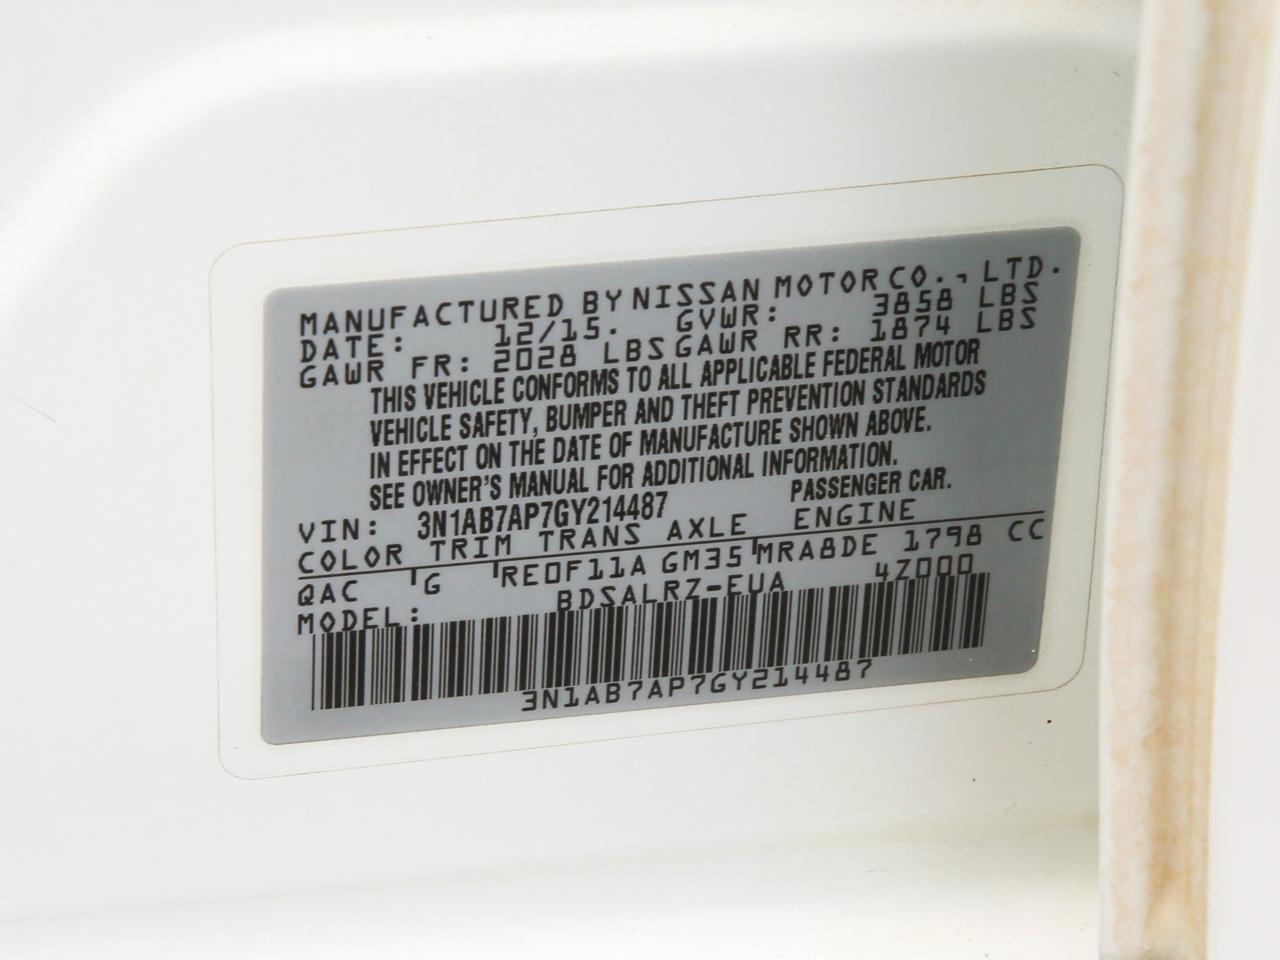 MANUFACTURED BY NISSAN MOTOR CO., LTD.
DATE: 12/15. GVWR: 3858 LBS
GAWR FR: 2028 LBS GAWR RR: 1874 LBS
THIS VEHICLE CONFORMS TO ALL APPLICABLE FEDERAL MOTOR
VEHICLE SAFETY, BUMPER AND THEFT PREVENTION STANDARDS
IN EFFECT ON THE DATE OF MANUFACTURE SHOWN ABOVE.
SEE OWNER'S MANUAL FOR ADDITIONAL INFORMATION.
VIN: 3N1AB7AP7GY214487 PASSENGER CAR.
COLOR TRIM TRANS AXLE ENGINE
QAC G RE0F11A GM35 MRA8DE 1798 CC
MODEL: BDSALRZ-EUA 4Z000
3N1AB7AP7GY214487